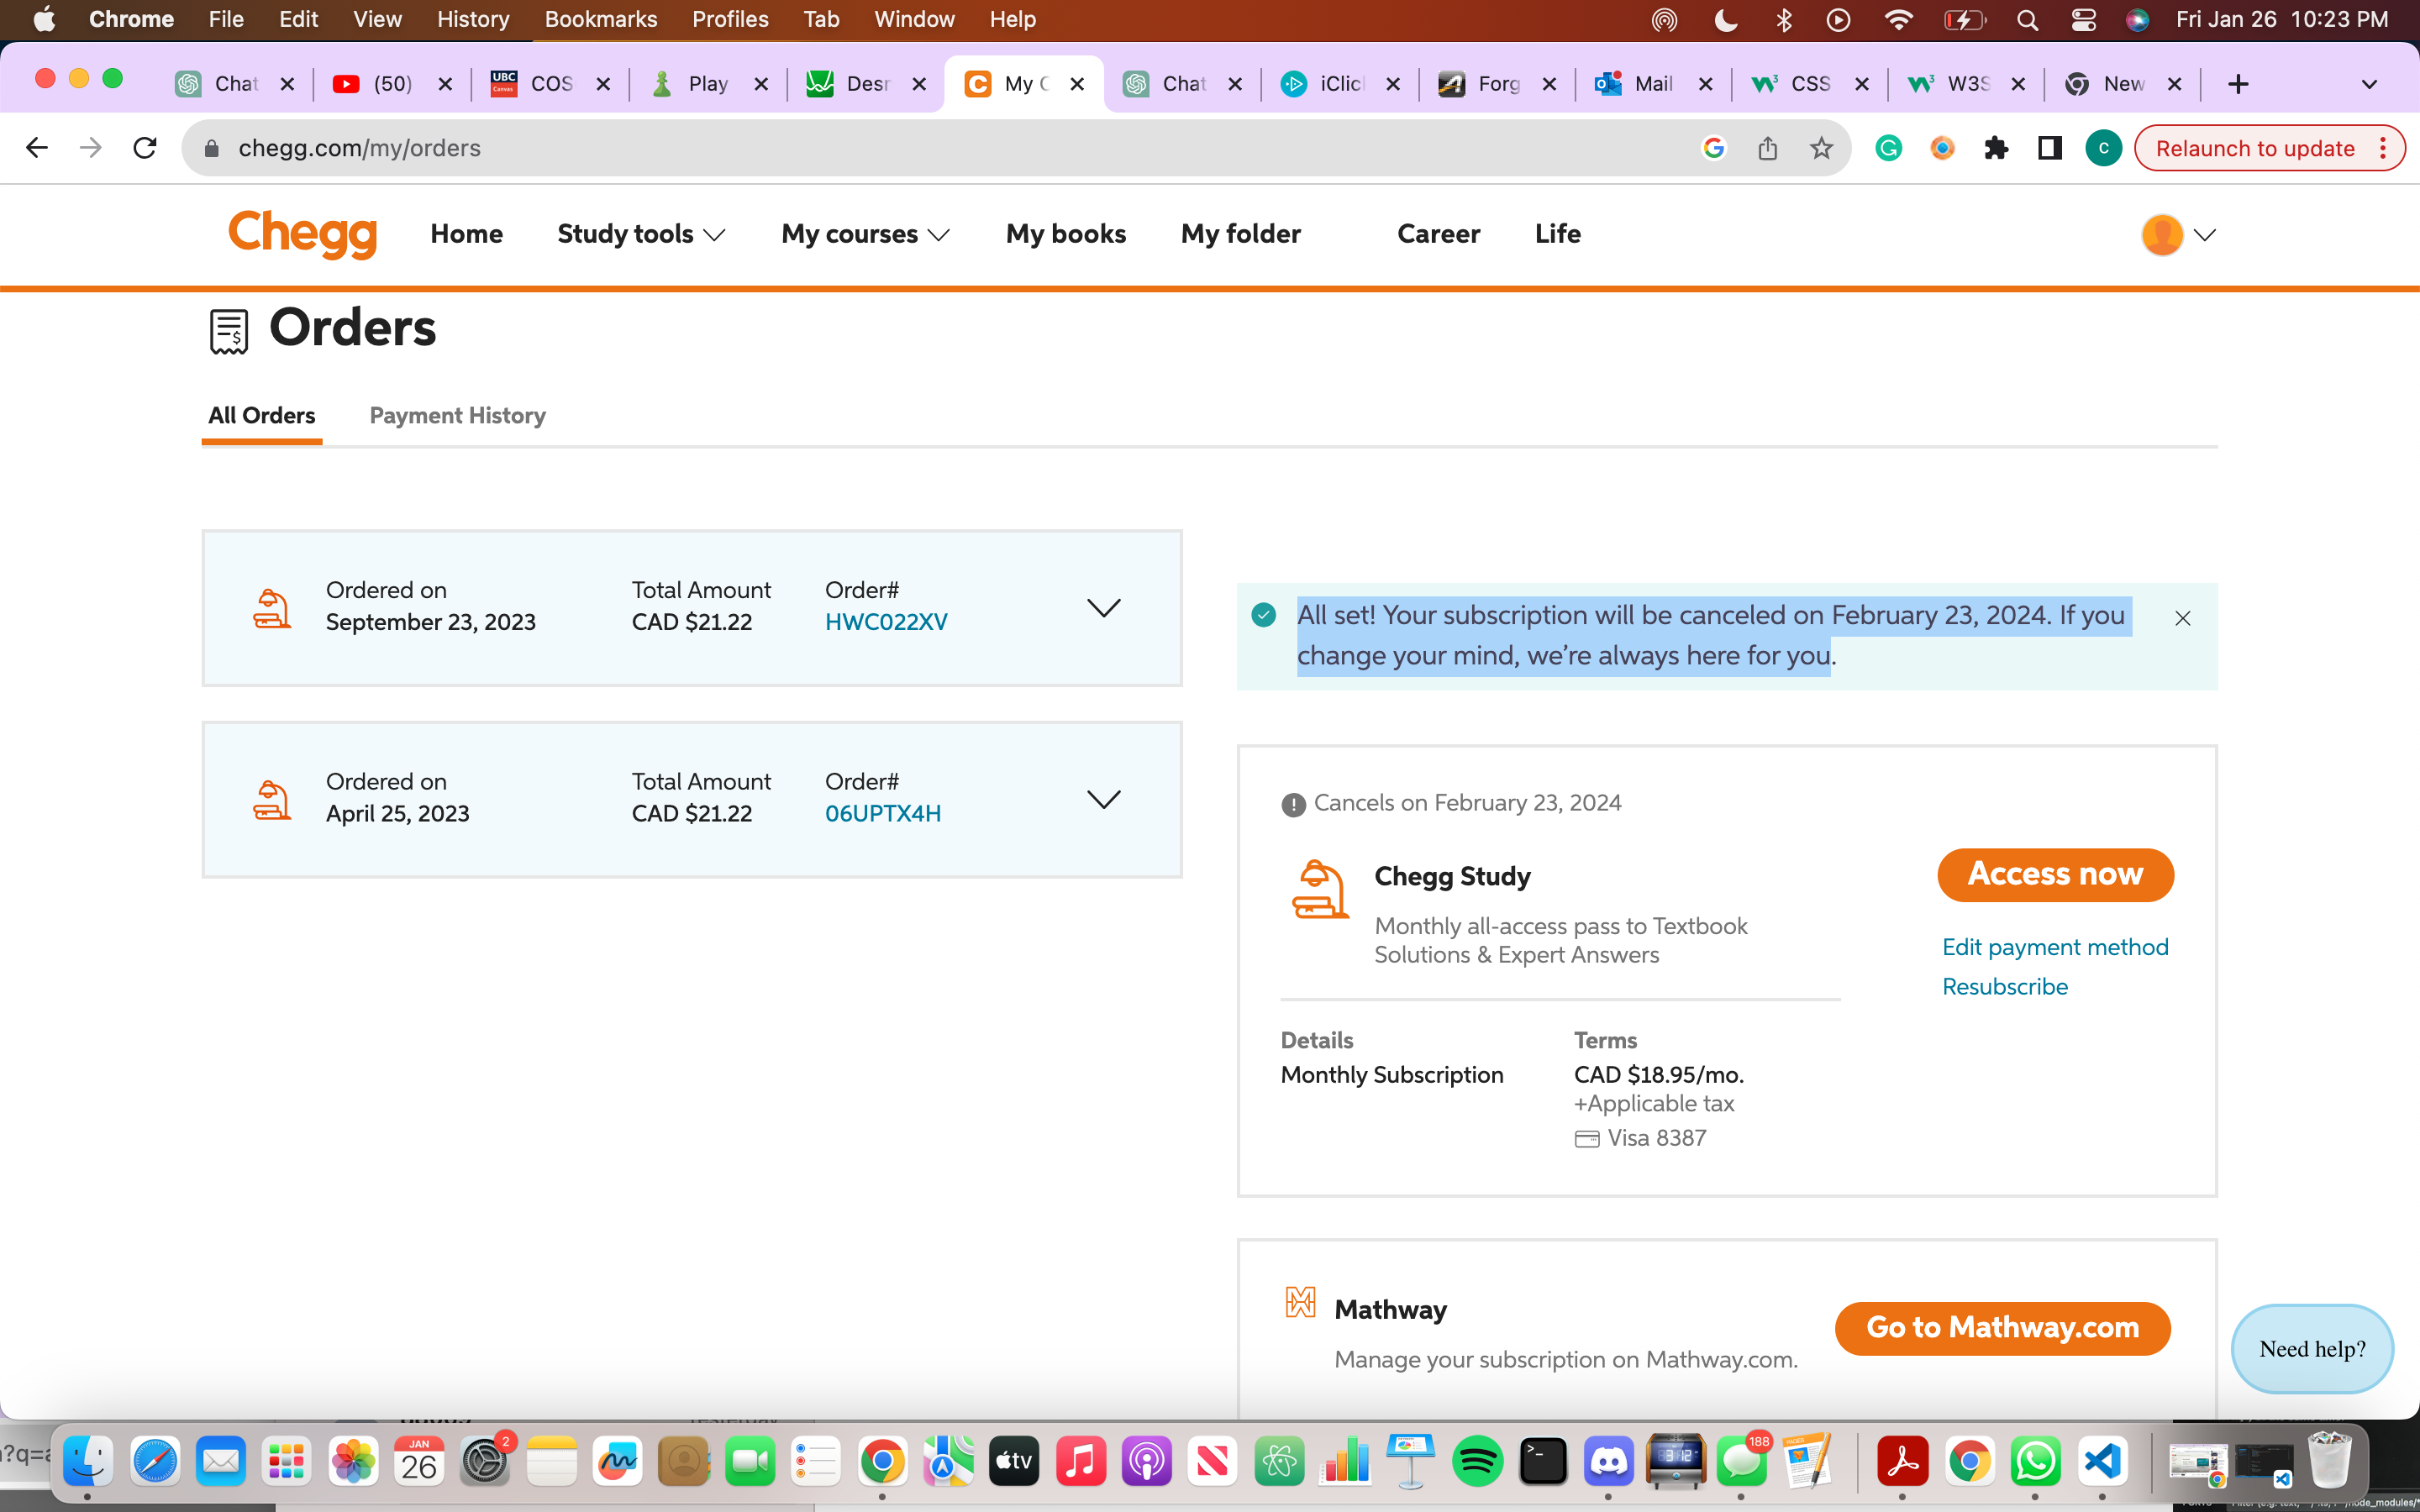 Chrome File Edit View History Bookmarks Profiles Tab Window Help Fri Jan 26 10:23 PM
Chat (50) UBC Canvas COS Play Desr My C Chat iClic Forg Mail CSS W3S New
chegg.com/my/orders C Relaunch to update
Chegg Home Study tools My courses My books My folder Career Life
Orders
All Orders Payment History
Ordered on Total Amount Order#
September 23, 2023 CAD $21.22 HWC022XV
Ordered on Total Amount Order#
April 25, 2023 CAD $21.22 06UPTX4H
All set! Your subscription will be canceled on February 23, 2024. If you
change your mind, we’re always here for you.
Cancels on February 23, 2024
Chegg Study
Access now
Monthly all-access pass to Textbook
Solutions & Expert Answers
Edit payment method
Resubscribe
Details Terms
Monthly Subscription CAD $18.95/mo.
+Applicable tax
Visa 8387
Mathway
Go to Mathway.com
Manage your subscription on Mathway.com.
Need help?
?q=a
JAN
26
2
tv
188
PAGES